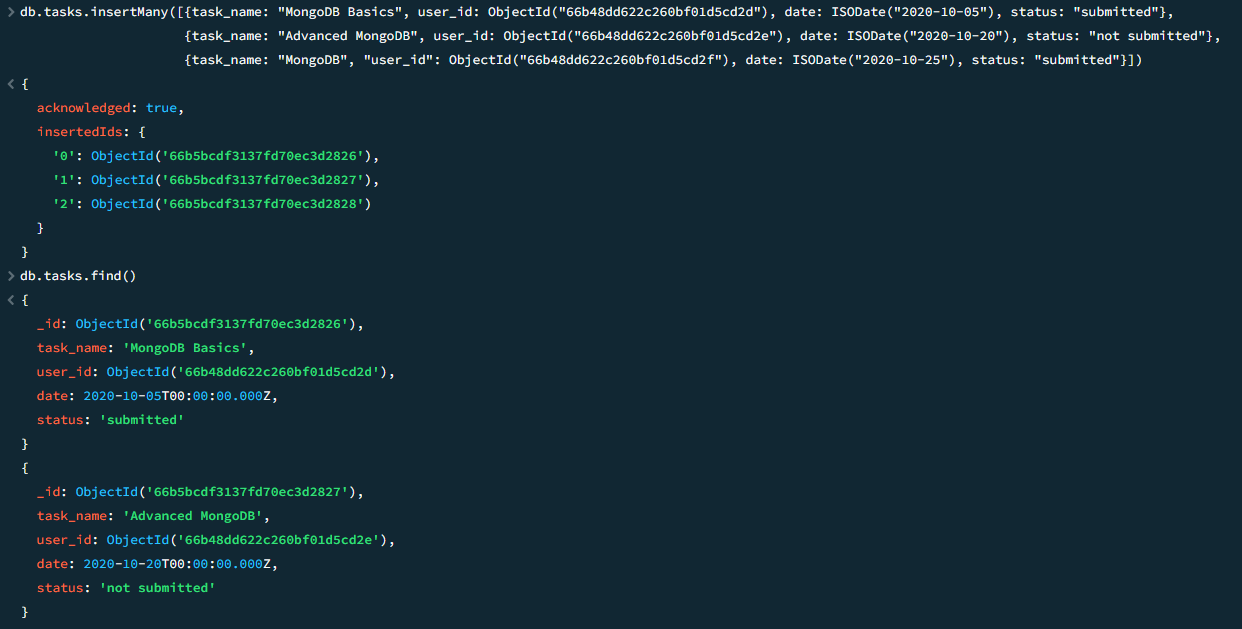 > db.tasks.insertMany([{task_name: "MongoDB Basics", user_id: ObjectId("66b48dd622c260bf01d5cd2d"), date: ISODate("2020-10-05"), status: "submitted"},
{task_name: "Advanced MongoDB", user_id: ObjectId("66b48dd622c260bf01d5cd2e"), date: ISODate("2020-10-20"), status: "not submitted"},
{task_name: "MongoDB", "user_id": ObjectId("66b48dd622c260bf01d5cd2f"), date: ISODate("2020-10-25"), status: "submitted"}])
< {
acknowledged: true,
insertedIds: {
'0': ObjectId('66b5bcdf3137fd70ec3d2826'),
'1': ObjectId('66b5bcdf3137fd70ec3d2827'),
'2': ObjectId('66b5bcdf3137fd70ec3d2828')
}
}
> db.tasks.find()
< {
_id: ObjectId('66b5bcdf3137fd70ec3d2826'),
task_name: 'MongoDB Basics',
user_id: ObjectId('66b48dd622c260bf01d5cd2d'),
date: 2020-10-05T00:00:00.000Z,
status: 'submitted'
}
{
_id: ObjectId('66b5bcdf3137fd70ec3d2827'),
task_name: 'Advanced MongoDB',
user_id: ObjectId('66b48dd622c260bf01d5cd2e'),
date: 2020-10-20T00:00:00.000Z,
status: 'not submitted'
}